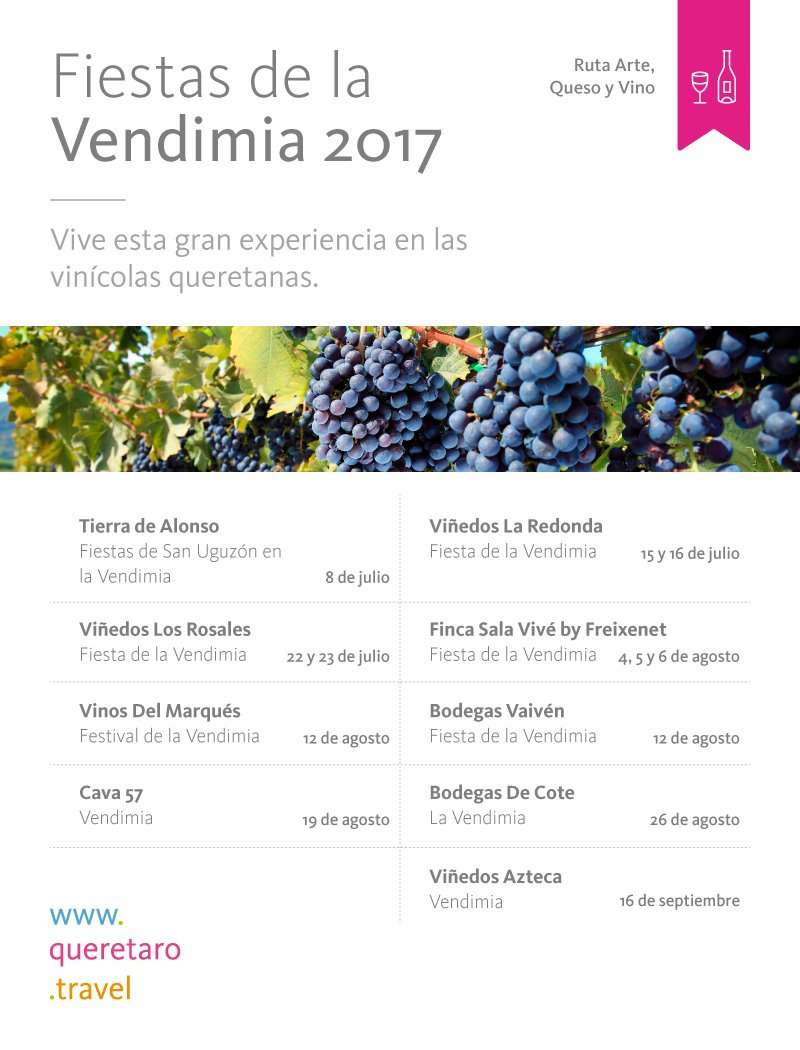 Fiestas de la
Vendimia 2017
Ruta Arte,
Queso y Vino
Vive esta gran experiencia en las
vinícolas queretanas.
Tierra de Alonso
Fiestas de San Uguzón en
la Vendimia 8 de julio
Viñedos La Redonda
Fiesta de la Vendimia 15 y 16 de julio
Viñedos Los Rosales
Fiesta de la Vendimia 22 y 23 de julio
Finca Sala Vivé by Freixenet
Fiesta de la Vendimia 4, 5 y 6 de agosto
Vinos Del Marqués
Festival de la Vendimia 12 de agosto
Bodegas Vaivén
Fiesta de la Vendimia 12 de agosto
Cava 57
Vendimia 19 de agosto
Bodegas De Cote
La Vendimia 26 de agosto
Viñedos Azteca
Vendimia 16 de septiembre
www.
queretaro
.travel